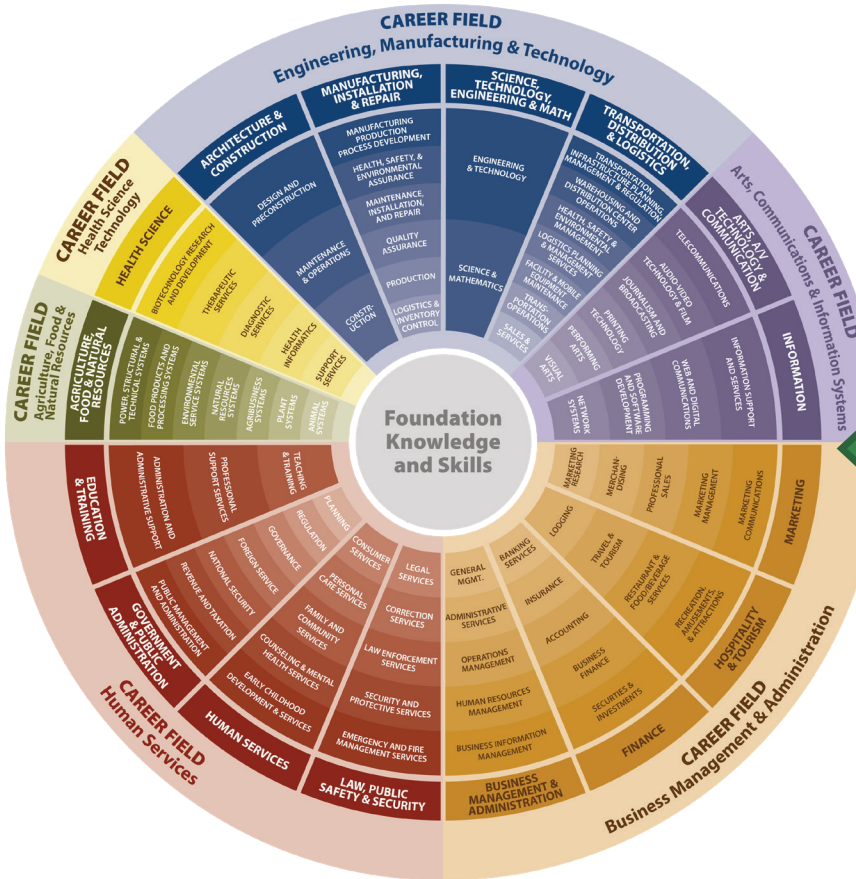 CAREER FIELD
Engineering, Manufacturing & Technology
ARCHITECTURE &
CONSTRUCTION
DESIGN AND
PRECONSTRUCTION
MAINTENANCE
& OPERATIONS
CONSTR-
UCTION
MANUFACTURING,
INSTALLATION
& REPAIR
MANUFACTURING
PRODUCTION
PROCESS DEVELOPMENT
HEALTH, SAFETY, &
ENVIRONMENTAL
ASSURANCE
MAINTENANCE,
INSTALLATION,
AND REPAIR
QUALITY
ASSURANCE
PRODUCTION
LOGISTICS &
INVENTORY
CONTROL
SCIENCE,
TECHNOLOGY,
ENGINEERING & MATH
ENGINEERING
& TECHNOLOGY
SCIENCE &
MATHEMATICS
TRANSPORTATION,
DISTRIBUTION
& LOGISTICS
TRANSPORTATION
INFRASTRUCTURE PLANNING,
MANAGEMENT & REGULATION
WAREHOUSING AND
DISTRIBUTION CENTER
OPERATIONS
HEALTH, SAFETY &
ENVIRONMENTAL
MANAGEMENT
LOGISTICS PLANNING
& MANAGEMENT
SERVICES
FACILITY & MOBILE
EQUIPMENT
MAINTENANCE
TRANS-
PORTATION
OPERATIONS
SALES &
SERVICES
CAREER FIELD
Arts, Communications & Information Systems
ARTS, A/V
TECHNOLOGY &
COMMUNICATION
TELECOMMUNICATIONS
AUDIO-VIDEO
TECHNOLOGY & FILM
JOURNALISM AND
BROADCASTING
PRINTING
TECHNOLOGY
PERFORMING
ARTS
VISUAL
ARTS
INFORMATION
INFORMATION SUPPORT
AND SERVICES
WEB AND DIGITAL
COMMUNICATIONS
PROGRAMMING
AND SOFTWARE
DEVELOPMENT
NETWORK
SYSTEMS
CAREER FIELD
Health Science
Technology
HEALTH SCIENCE
BIOTECHNOLOGY RESEARCH
AND DEVELOPMENT
THERAPEUTIC
SERVICES
DIAGNOSTIC
SERVICES
HEALTH
INFORMATICS
SUPPORT
SERVICES
CAREER FIELD
Agriculture, Food &
Natural Resources
AGRICULTURE
FOOD & NATURAL
RESOURCES
POWER, STRUCTURAL &
TECHNICAL SYSTEMS
FOOD PRODUCTS AND
PROCESSING SYSTEMS
ENVIRONMENTAL
SERVICE SYSTEMS
NATURAL
RESOURCES
SYSTEMS
AGRIBUSINESS
SYSTEMS
PLANT
SYSTEMS
ANIMAL
SYSTEMS
Foundation
Knowledge
and Skills
CAREER FIELD
Human Services
EDUCATION
& TRAINING
ADMINISTRATION AND
ADMINISTRATIVE SUPPORT
PROFESSIONAL
SUPPORT SERVICES
TEACHING
& TRAINING
GOVERNMENT
& PUBLIC
ADMINISTRATION
PUBLIC MANAGEMENT
AND ADMINISTRATION
REVENUE AND TAXATION
NATIONAL SECURITY
FOREIGN SERVICE
GOVERNANCE
REGULATION
PLANNING
HUMAN SERVICES
EARLY CHILDHOOD
DEVELOPMENT & SERVICES
COUNSELING & MENTAL
HEALTH SERVICES
FAMILY AND
COMMUNITY
SERVICES
PERSONAL
CARE SERVICES
CONSUMER
SERVICES
LAW, PUBLIC
SAFETY & SECURITY
EMERGENCY AND FIRE
MANAGEMENT SERVICES
SECURITY AND
PROTECTIVE SERVICES
LAW ENFORCEMENT
SERVICES
CORRECTION
SERVICES
LEGAL
SERVICES
CAREER FIELD
Business Management & Administration
MARKETING
MARKETING
COMMUNICATIONS
MARKETING
MANAGEMENT
PROFESSIONAL
SALES
MERCHAN-
DISING
MARKETING
RESEARCH
HOSPITALITY
& TOURISM
RECREATION,
AMUSEMENTS,
& ATTRACTIONS
RESTAURANT &
FOOD/BEVERAGE
SERVICES
TRAVEL &
TOURISM
LODGING
FINANCE
SECURITIES &
INVESTMENTS
BUSINESS
FINANCE
ACCOUNTING
INSURANCE
BANKING
SERVICES
BUSINESS
MANAGEMENT &
ADMINISTRATION
BUSINESS INFORMATION
MANAGEMENT
HUMAN RESOURCES
MANAGEMENT
OPERATIONS
MANAGEMENT
ADMINISTRATIVE
SERVICES
GENERAL
MGMT.